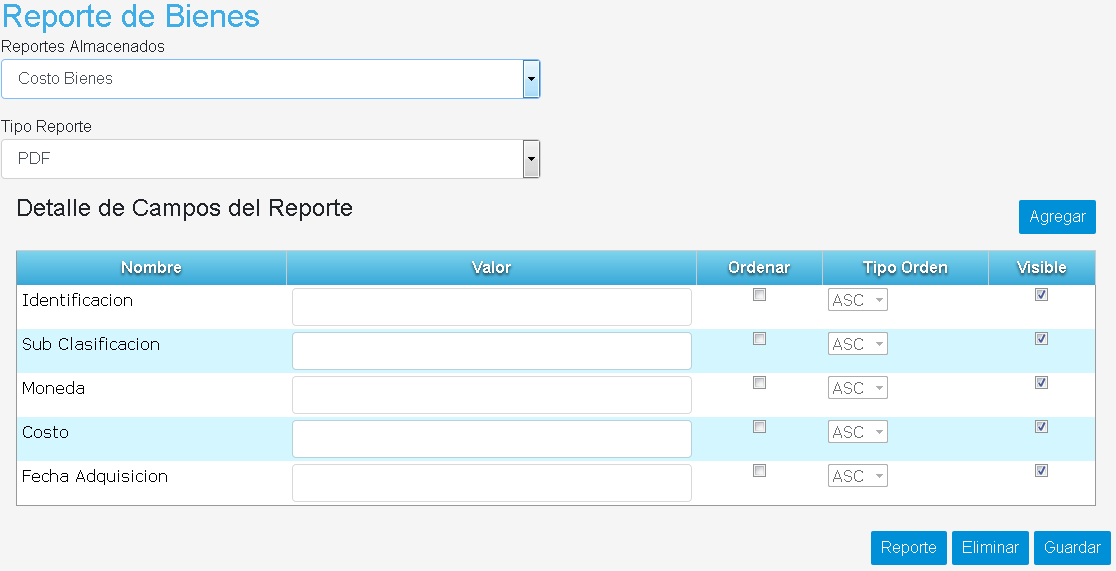 Reporte de Bienes
Reportes Almacenados
Costo Bienes
Tipo Reporte
PDF
Detalle de Campos del Reporte
Agregar
Nombre Valor Ordenar Tipo Orden Visible
Identificacion ASC
Sub Clasificacion ASC
Moneda ASC
Costo ASC
Fecha Adquisicion ASC
Reporte Eliminar Guardar